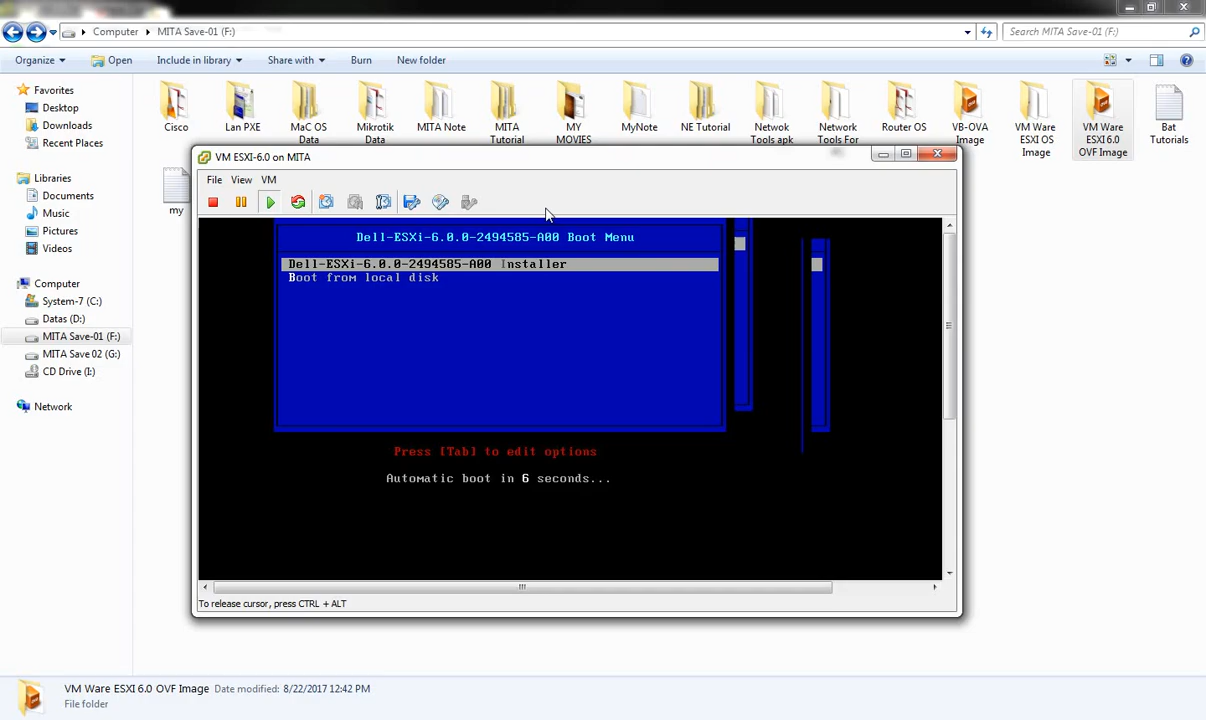 Computer
MITA Save-01 (F:)
Search MITA Save-01 (F:)
Organize
Open
Include in library
Share with
Burn
New folder
Favorites
Desktop
Downloads
Recent Places
Libraries
Documents
Music
Pictures
Videos
Computer
System-7 (C:)
Datas (D:)
MITA Save-01 (F:)
MITA Save 02 (G:)
CD Drive (I:)
Network
Cisco
Lan PXE
MaC OS
Data
Mikrotik
Data
MITA Note
MITA
Tutorial
MY
MOVIES
MyNote
NE Tutorial
Netwok
Tools apk
Network
Tools For
Router OS
VB-OVA
Image
VM Ware
ESXI OS
Image
VM Ware
ESXI 6.0
OVF Image
Bat
Tutorials
my
VM ESXI-6.0 on MITA
File
View
VM
Dell-ESXi-6.0.0-2494585-A00 Boot Menu
Dell-ESXi-6.0.0-2494585-A00 Installer
Boot from local disk
Press [Tab] to edit options
Automatic boot in 6 seconds...
To release cursor, press CTRL + ALT
VM Ware ESXI 6.0 OVF Image
Date modified: 8/22/2017 12:42 PM
File folder